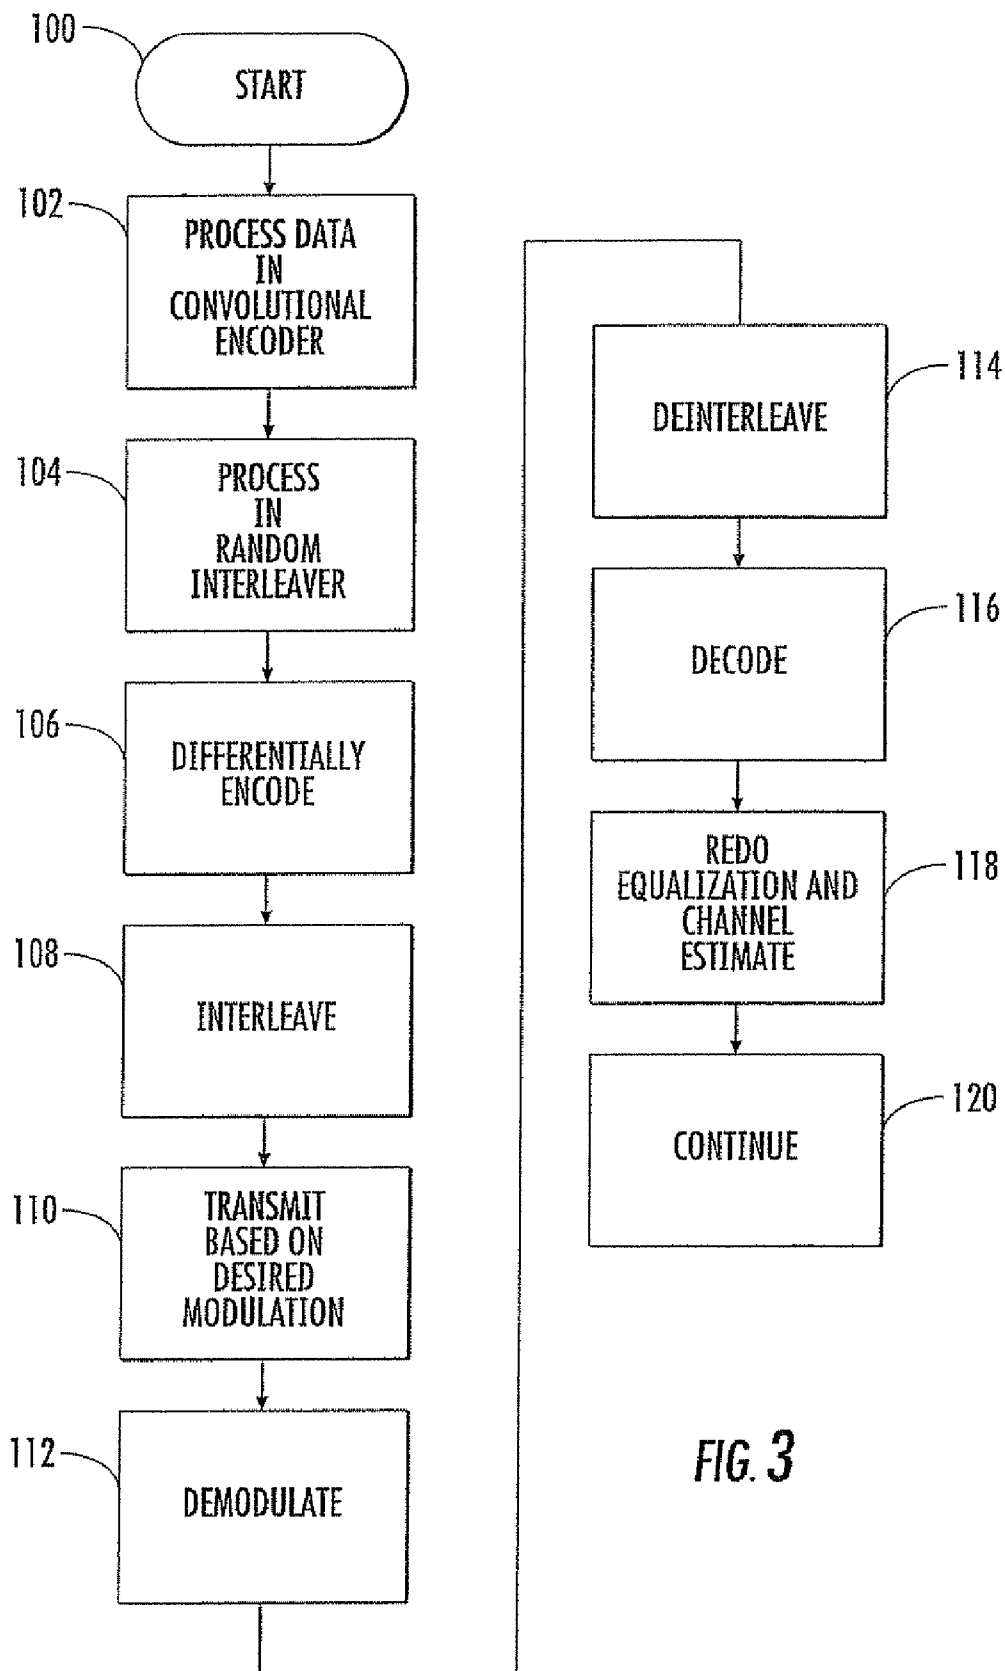 100
START
102
PROCESS DATA
IN
CONVOLUTIONAL
ENCODER
104
PROCESS
IN
RANDOM
INTERLEAVER
106
DIFFERENTIALLY
ENCODE
108
INTERLEAVE
110
TRANSMIT
BASED ON
DESIRED
MODULATION
112
DEMODULATE
114
DEINTERLEAVE
116
DECODE
118
REDO
EQUALIZATION AND
CHANNEL
ESTIMATE
120
CONTINUE
FIG. 3